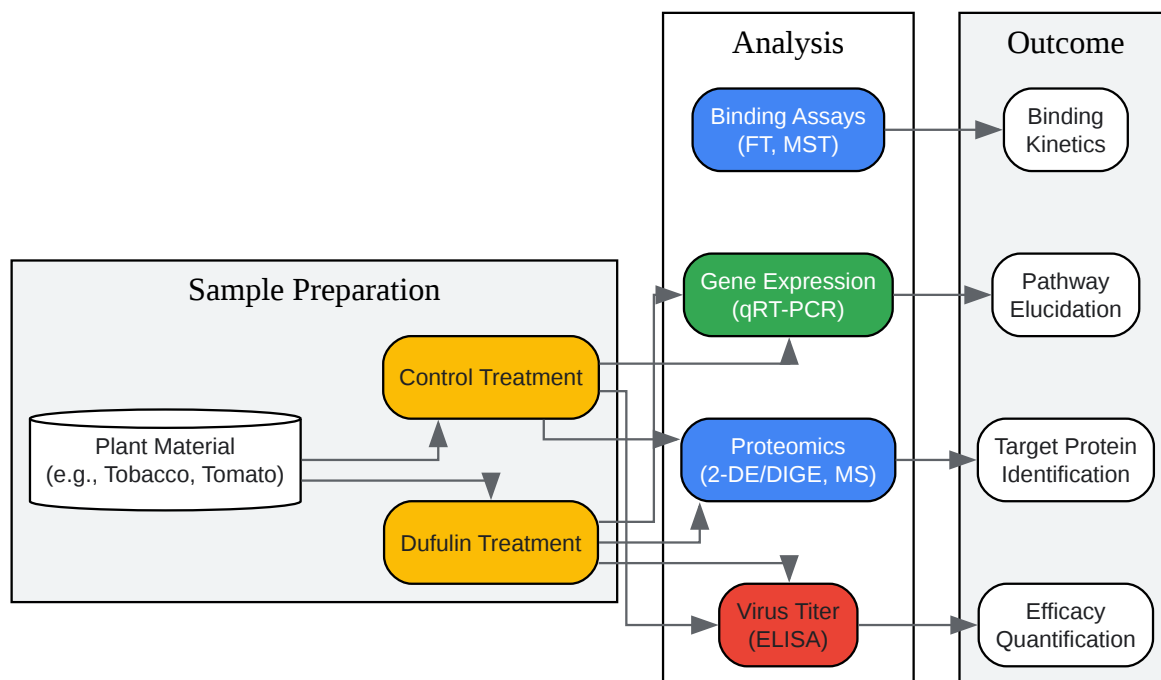 Sample Preparation
Plant Material
(e.g., Tobacco, Tomato)
Control Treatment
Dufulin Treatment
Analysis
Binding Assays
(FT, MST)
Gene Expression
(qRT-PCR)
Proteomics
(2-DE/DIGE, MS)
Virus Titer
(ELISA)
Outcome
Binding
Kinetics
Pathway
Elucidation
Target Protein
Identification
Efficacy
Quantification